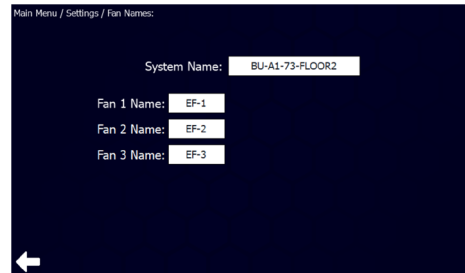 Main Menu / Settings / Fan Names:
System Name: BU-A1-73-FLOOR2
Fan 1 Name: EF-1
Fan 2 Name: EF-2
Fan 3 Name: EF-3